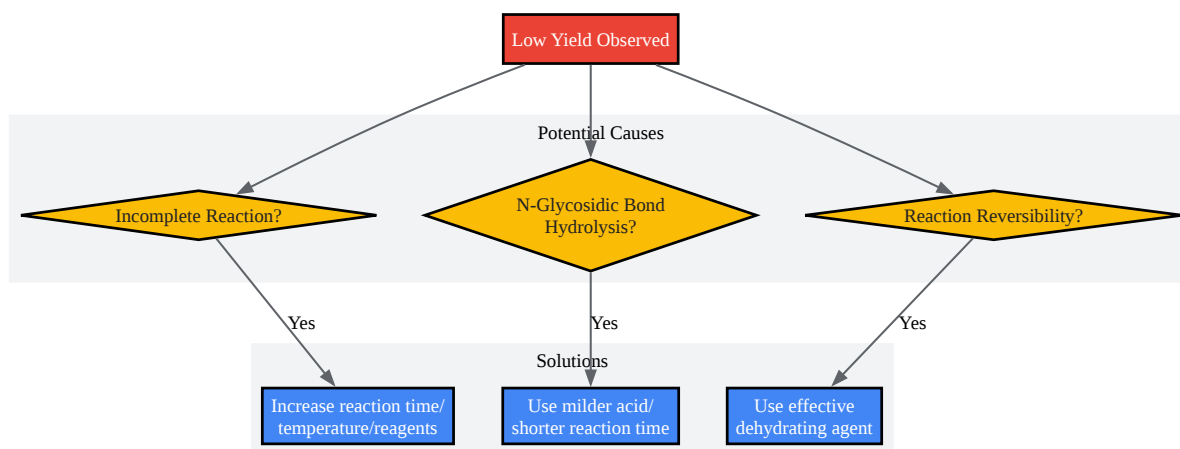 Low Yield Observed
Potential Causes
Incomplete Reaction?
N-Glycosidic Bond
Hydrolysis?
Reaction Reversibility?
Yes
Yes
Yes
Solutions
Increase reaction time/
temperature/reagents
Use milder acid/
shorter reaction time
Use effective
dehydrating agent